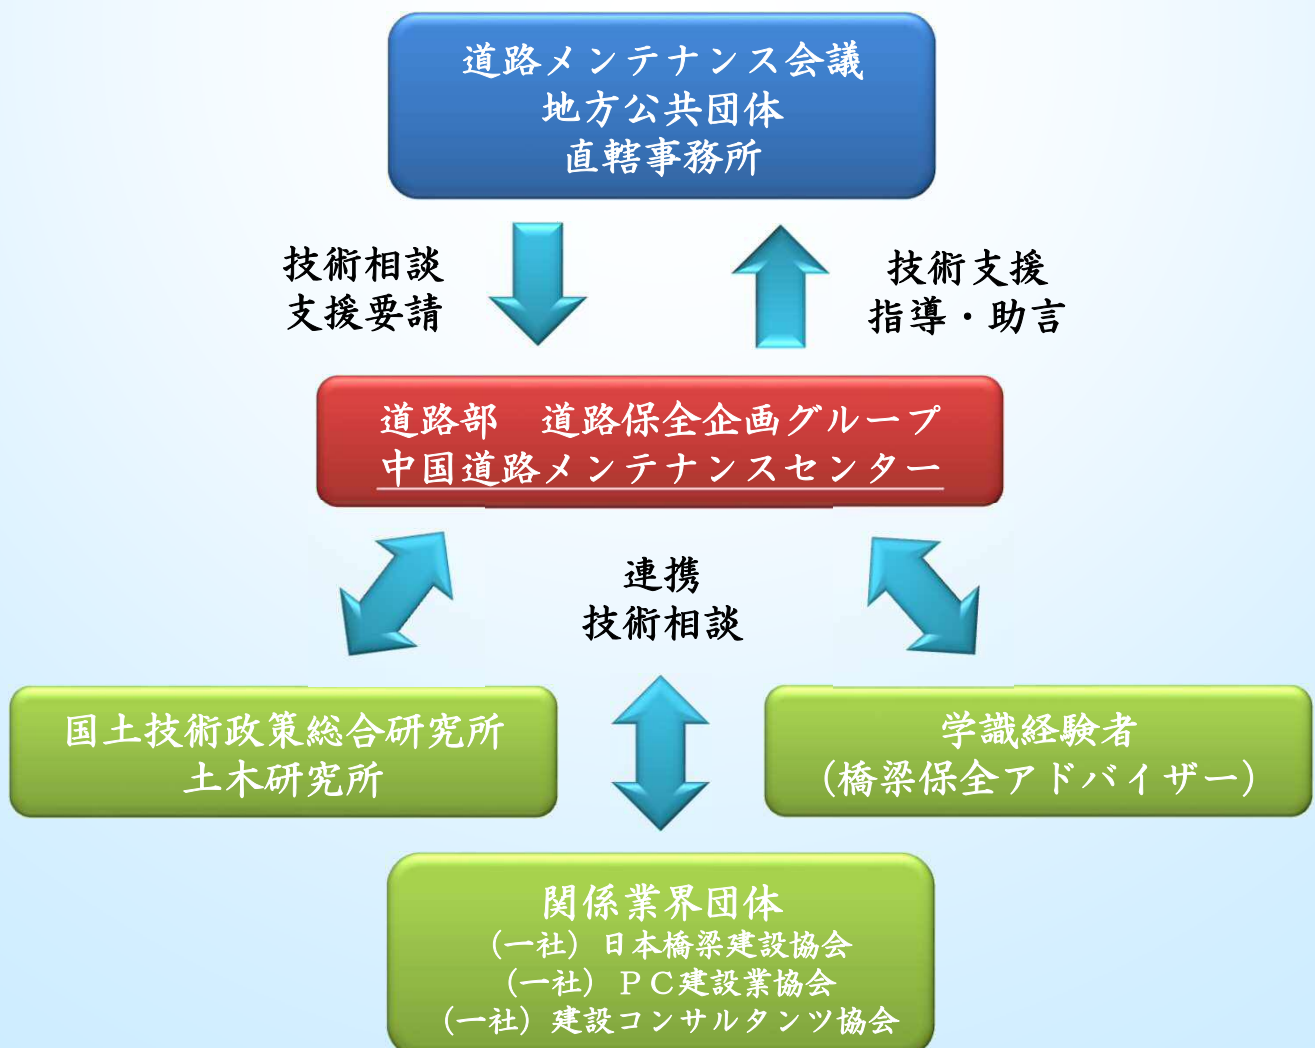 道路メンテナンス会議
地方公共団体
直轄事務所
技術相談
支援要請
技術支援
指導・助言
道路部　道路保全企画グループ
中国道路メンテナンスセンター
連携
技術相談
国土技術政策総合研究所
土木研究所
学識経験者
（橋梁保全アドバイザー）
関係業界団体
（一社）日本橋梁建設協会
（一社）ＰＣ建設業協会
（一社）建設コンサルタンツ協会